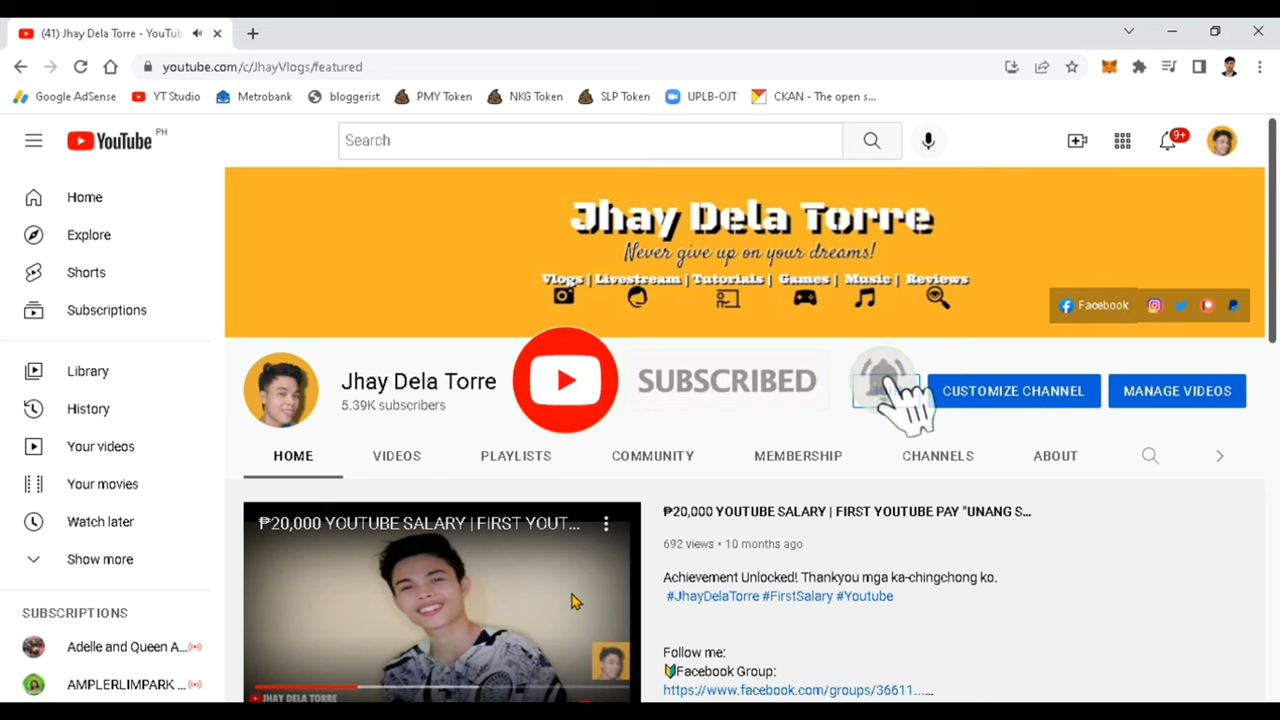 (41) Jhay Dela Torre - YouTub
youtube.com/c/JhayVlogs/featured
Google AdSense YT Studio Metrobank bloggerist PMY Token NKG Token SLP Token UPLB-OJT CKAN - The open s...
YouTube PH
Search
9+
Home
Explore
Shorts
Subscriptions
Library
History
Your videos
Your movies
Watch later
Show more
SUBSCRIPTIONS
Adelle and Queen A...
AMPLERLIMPARK ...
Jhay Dela Torre
Never give up on your dreams!
Vlogs | Livestream | Tutorials | Games | Music | Reviews
Facebook
Jhay Dela Torre
5.39K subscribers
SUBSCRIBED
CUSTOMIZE CHANNEL
MANAGE VIDEOS
HOME VIDEOS PLAYLISTS COMMUNITY MEMBERSHIP CHANNELS ABOUT
₱20,000 YOUTUBE SALARY | FIRST YOUT...
JHAY DELA TORRE
₱20,000 YOUTUBE SALARY | FIRST YOUTUBE PAY "UNANG S...
692 views • 10 months ago
Achievement Unlocked! Thankyou mga ka-chingchong ko.
#JhayDelaTorre #FirstSalary #Youtube
Follow me:
🔰Facebook Group:
https://www.facebook.com/groups/36611...
...